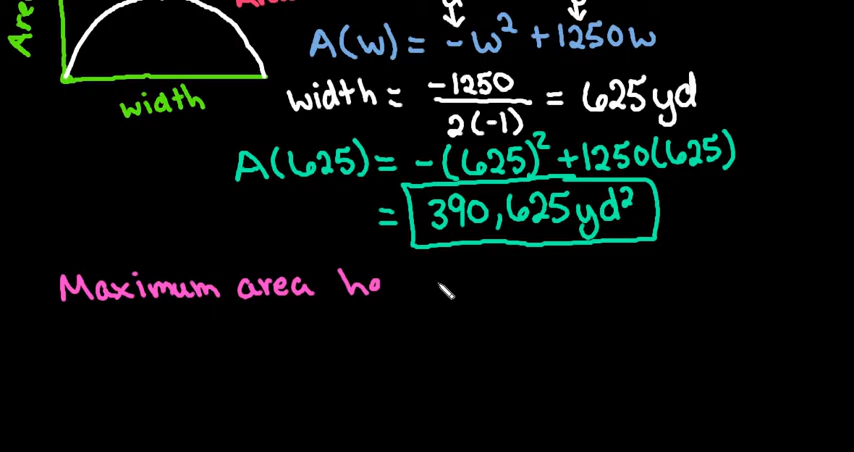 A(w) = -w² + 1250w
width
width = -1250 / 2(-1) = 625 yd
A(625) = -(625)² + 1250(625)
= 390,625 yd²
Maximum area